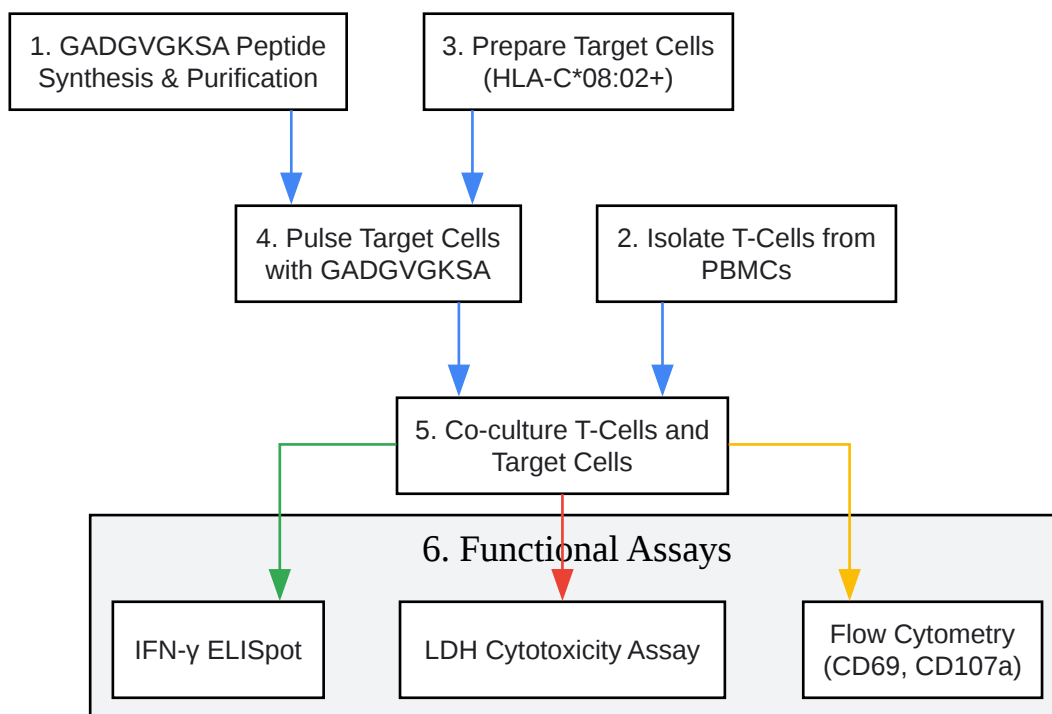 1. GADGVGKSA Peptide
Synthesis & Purification
3. Prepare Target Cells
(HLA-C*08:02+)
4. Pulse Target Cells
with GADGVGKSA
2. Isolate T-Cells from
PBMCs
5. Co-culture T-Cells and
Target Cells
6. Functional Assays
IFN-γ ELISpot
LDH Cytotoxicity Assay
Flow Cytometry
(CD69, CD107a)